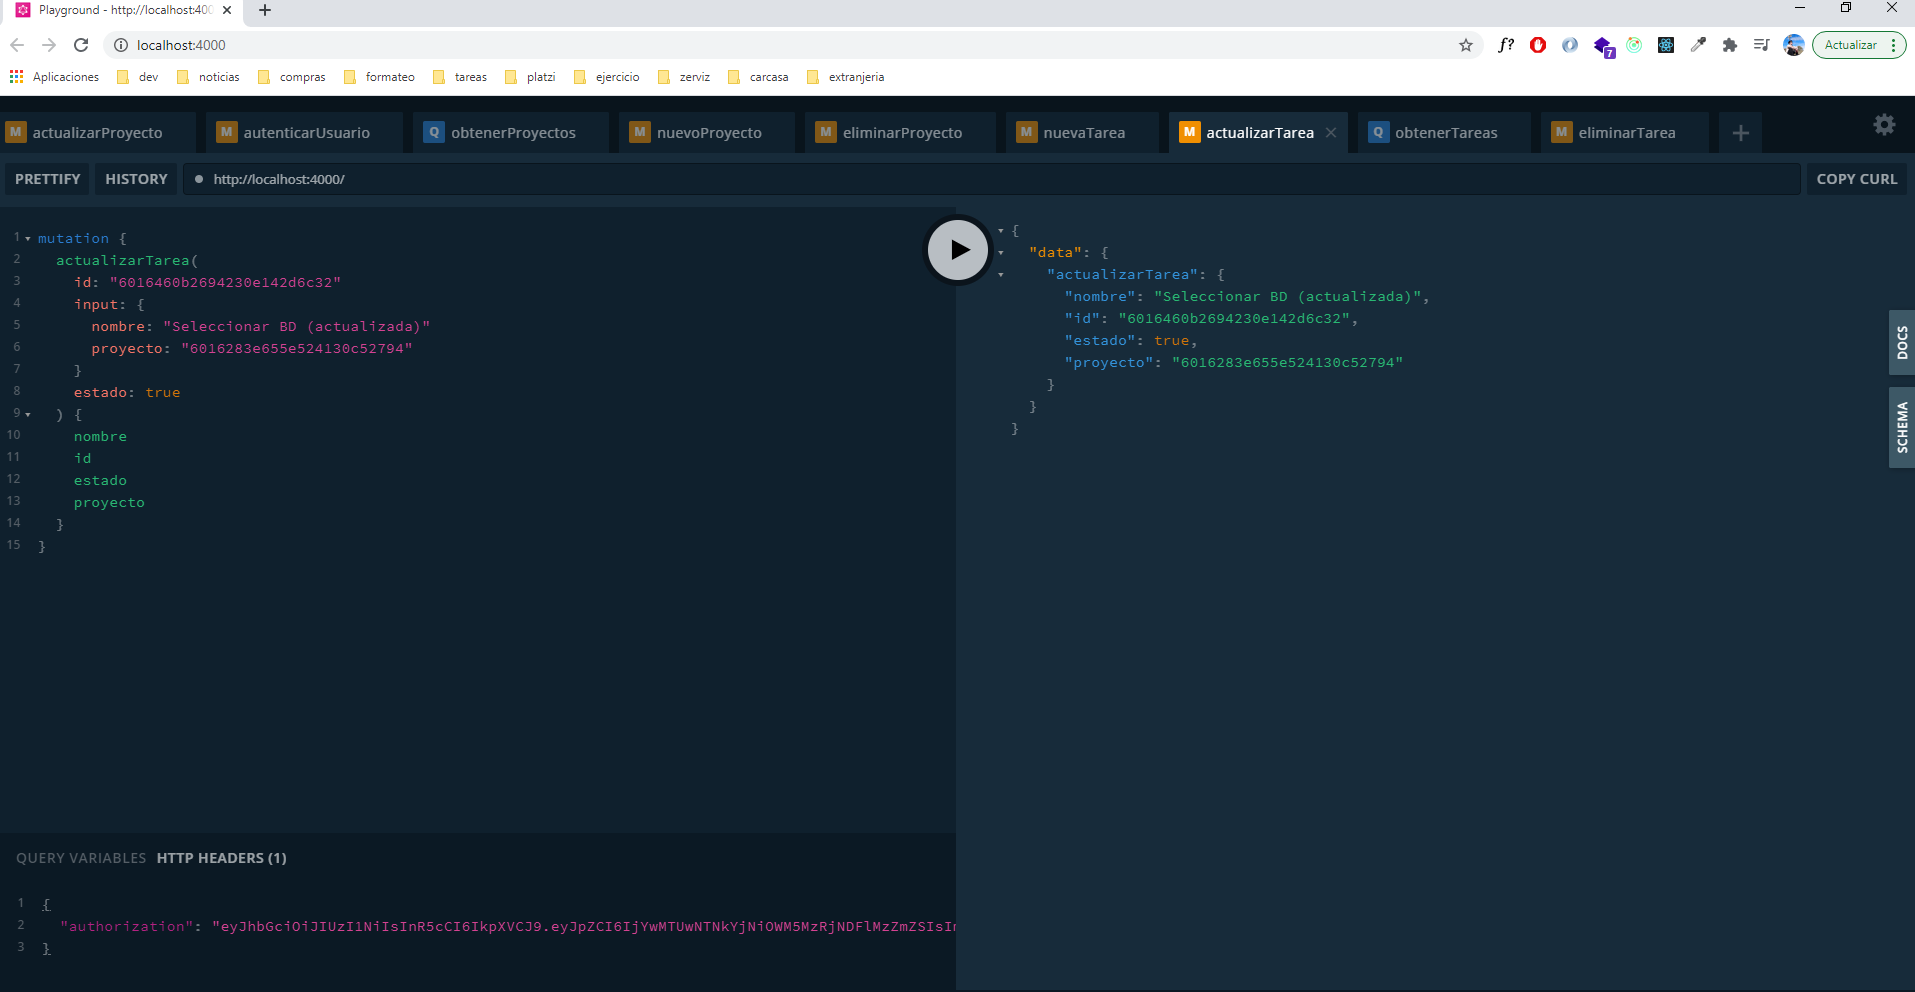 Playground - http://localhost:400
localhost:4000
f?
7
Actualizar
Aplicaciones dev noticias compras formateo tareas platzi ejercicio zerviz carcasa extranjeria
M actualizarProyecto M autenticarUsuario Q obtenerProyectos M nuevoProyecto M eliminarProyecto M nuevaTarea M actualizarTarea Q obtenerTareas M eliminarTarea
PRETTIFY HISTORY http://localhost:4000/ COPY CURL
1 mutation {
2 actualizarTarea(
3 id: "6016460b2694230e142d6c32"
4 input: {
5 nombre: "Seleccionar BD (actualizada)"
6 proyecto: "6016283e655e524130c52794"
7 }
8 estado: true
9 ) {
10 nombre
11 id
12 estado
13 proyecto
14 }
15 }
{
"data": {
"actualizarTarea": {
"nombre": "Seleccionar BD (actualizada)",
"id": "6016460b2694230e142d6c32",
"estado": true,
"proyecto": "6016283e655e524130c52794"
}
}
}
DOCS
SCHEMA
QUERY VARIABLES HTTP HEADERS (1)
1 {
2 "authorization": "eyJhbGciOiJIUzI1NiIsInR5cCI6IkpXVCJ9.eyJpZCI6IjYwMTUwNTNkYjNiOWM5MzRjNDFlMzZmZSIsIn
3 }